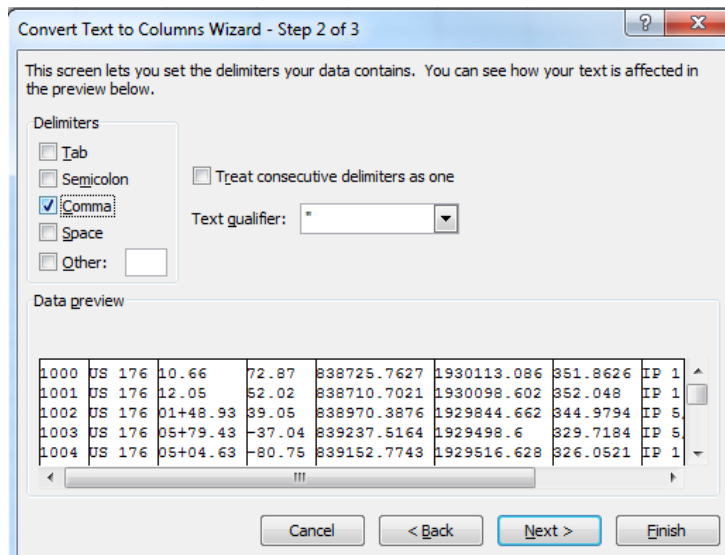 Convert Text to Columns Wizard - Step 2 of 3
This screen lets you set the delimiters your data contains. You can see how your text is affected in
the preview below.
Delimiters
Tab
Semicolon
Comma
Space
Other:
Treat consecutive delimiters as one
Text qualifier: "
Data preview
1000 US 176 10.66 72.87 838725.7627 1930113.086 351.8626 IP 1
1001 US 176 12.05 52.02 838710.7021 1930098.602 352.048 IP 1
1002 US 176 01+48.93 39.05 838970.3876 1929844.662 344.9794 IP 5/
1003 US 176 05+79.43 -37.04 839237.5164 1929498.6 329.7184 IP 5/
1004 US 176 05+04.63 -80.75 839152.7743 1929516.628 326.0521 IP 1
Cancel < Back Next > Finish